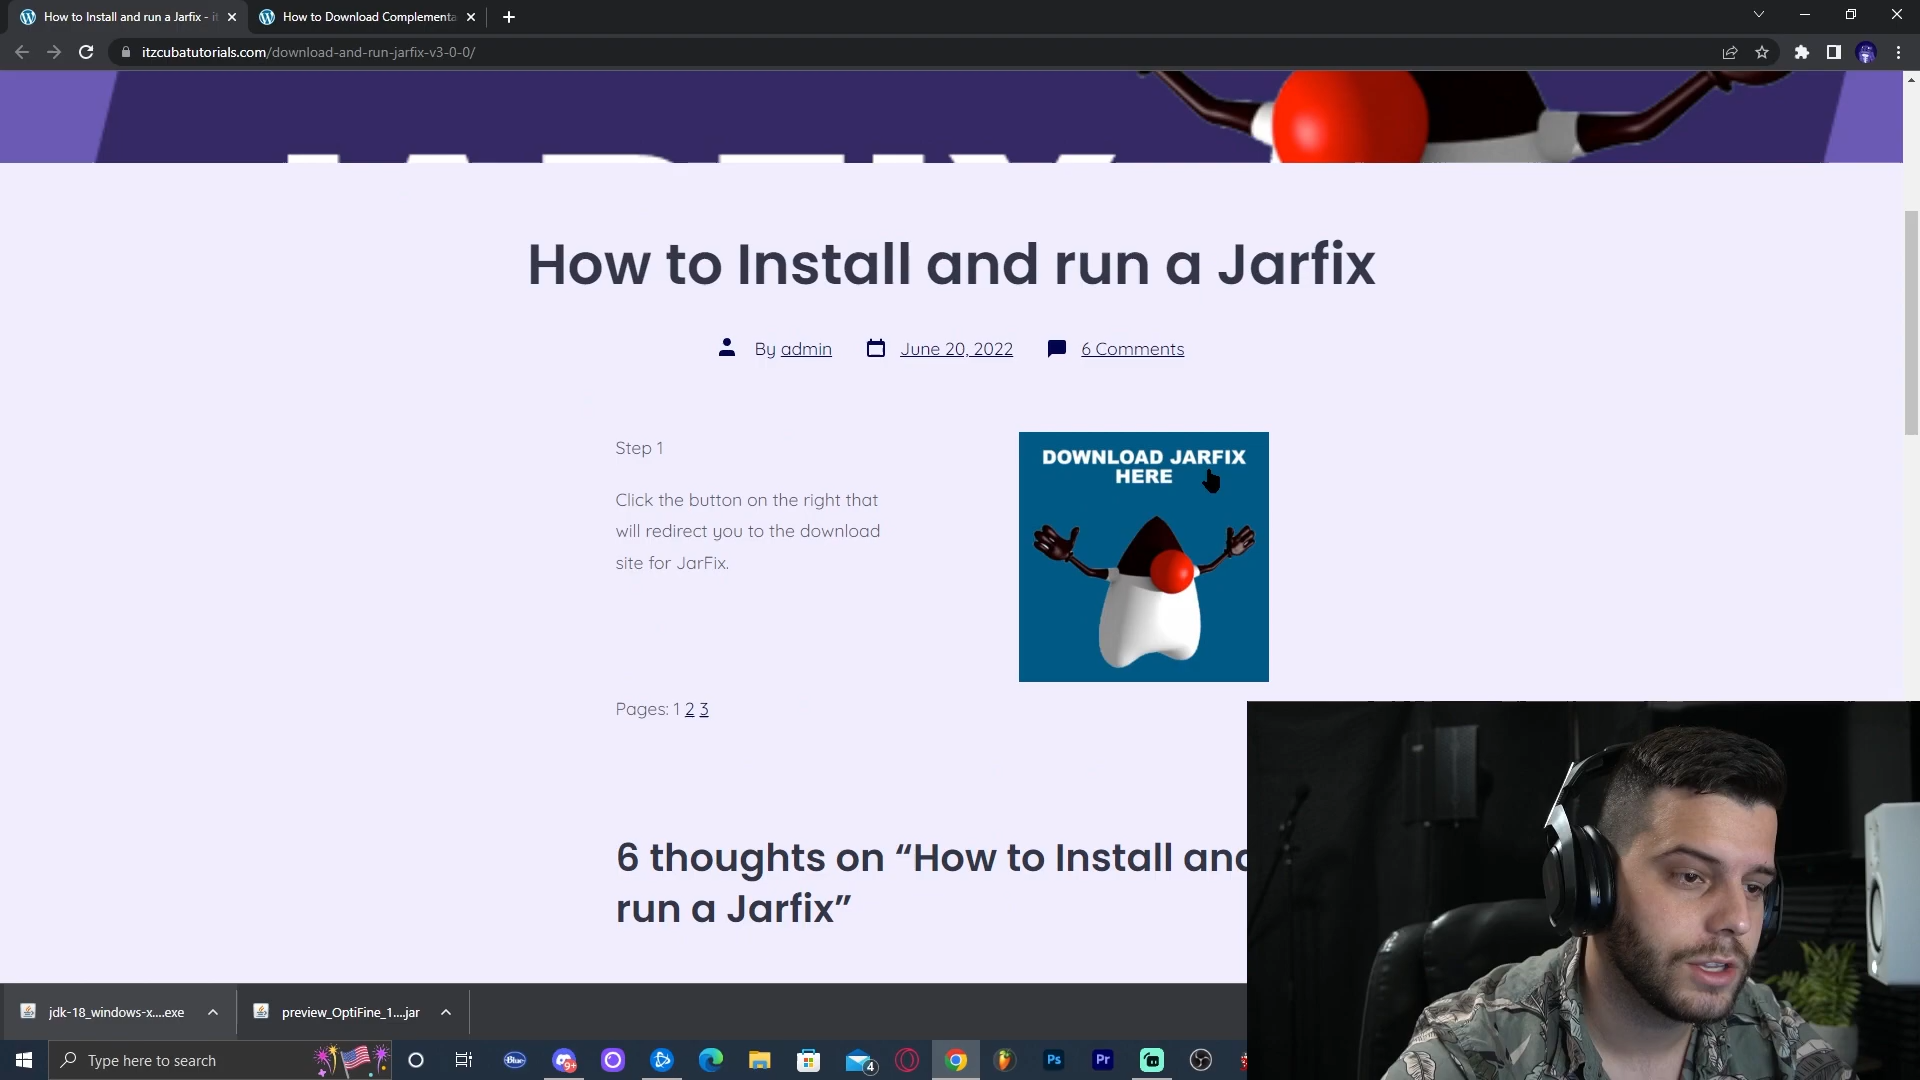 How to Install and run a Jarfix - it
How to Download Complementa
itzcubatutorials.com/download-and-run-jarfix-v3-0-0/
How to Install and run a Jarfix
By admin
June 20, 2022
6 Comments
Step 1
Click the button on the right that
will redirect you to the download
site for JarFix.
DOWNLOAD JARFIX
HERE
Pages: 1 2 3
6 thoughts on “How to Install and
run a Jarfix”
jdk-18_windows-x....exe
preview_OptiFine_1....jar
Type here to search
Blue
9+
4
Ps
Pr